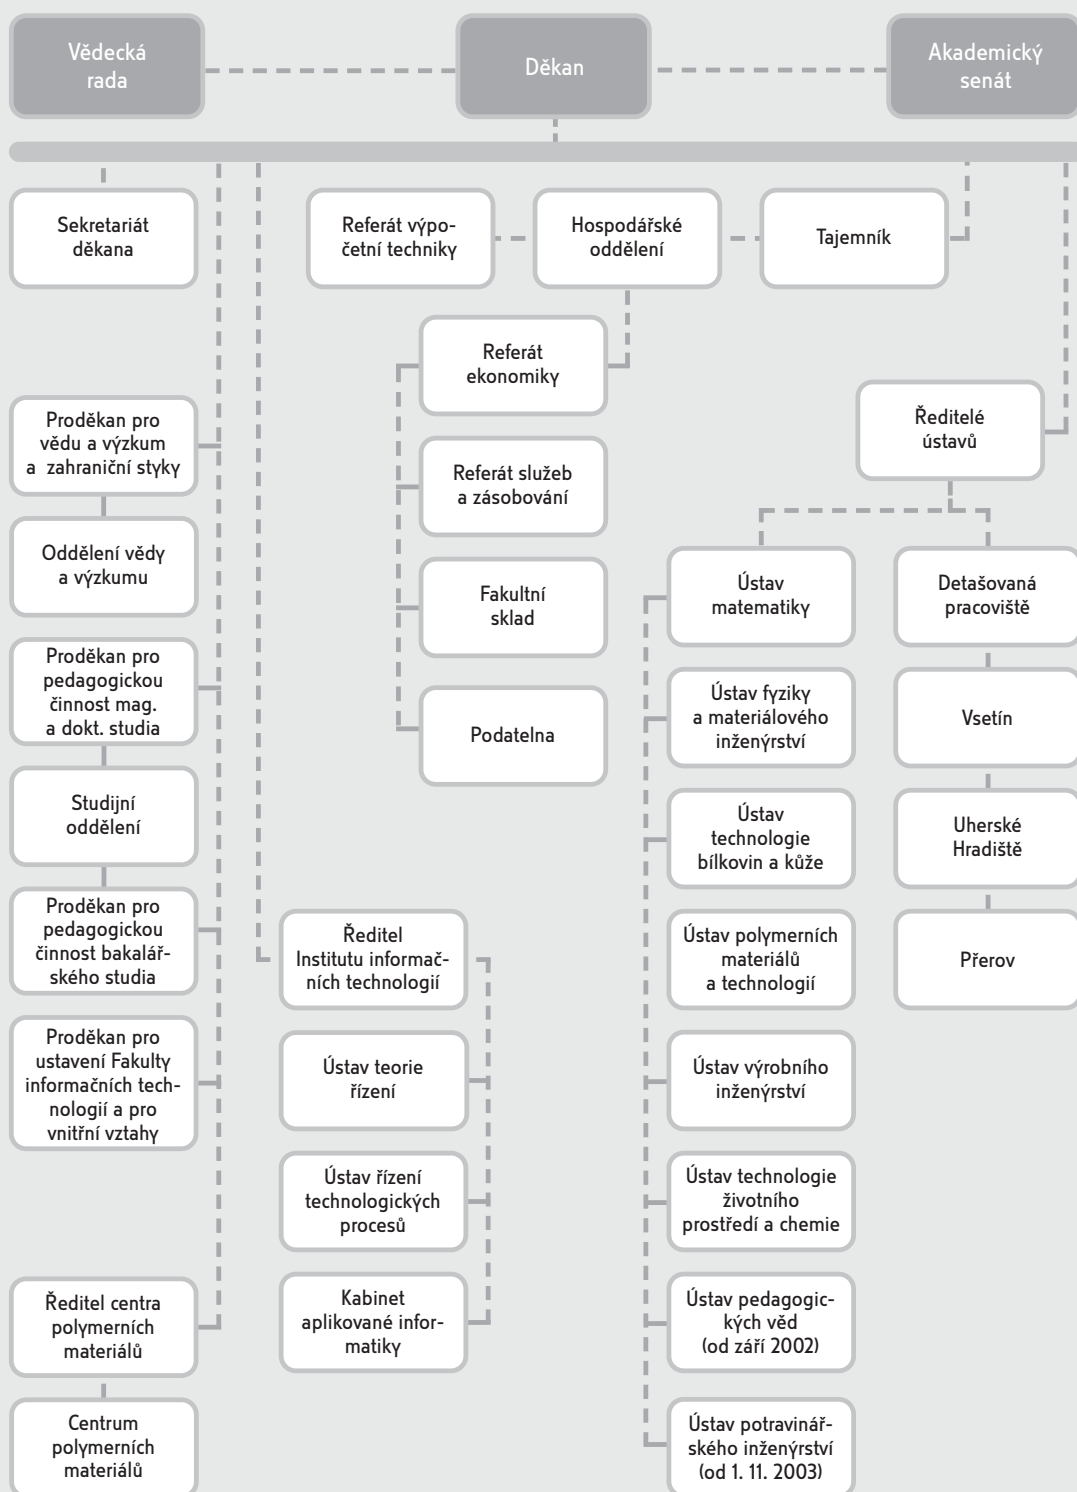 Vědecká
rada
Děkan
Akademický
senát
Sekretariát
děkana
Referát výpo-
četní techniky
Hospodářské
oddělení
Tajemník
Referát
ekonomiky
Ředitelé
ústavů
Proděkan pro
vědu a výzkum
a zahraniční styky
Referát služeb
a zásobování
Oddělení vědy
a výzkumu
Fakultní
sklad
Ústav
matematiky
Detašovaná
pracoviště
Proděkan pro
pedagogickou
činnost mag.
a dokt. studia
Podatelna
Ústav fyziky
a materiálového
inženýrství
Vsetín
Studijní
oddělení
Ústav
technologie
bílkovin a kůže
Uherské
Hradiště
Proděkan pro
pedagogickou
činnost bakalář-
ského studia
Ředitel
Institutu informač-
ních technologií
Ústav polymerních
materiálů
a technologií
Přerov
Proděkan pro
ustavení Fakulty
informačních tech-
nologií a pro
vnitřní vztahy
Ústav teorie
řízení
Ústav výrobního
inženýrství
Ústav řízení
technologických
procesů
Ústav technologie
životního
prostředí a chemie
Ředitel centra
polymerních
materiálů
Kabinet
aplikované infor-
matiky
Ústav pedagogic-
kých věd
(od září 2002)
Centrum
polymerních
materiálů
Ústav potravinář-
ského inženýrství
(od 1. 11. 2003)